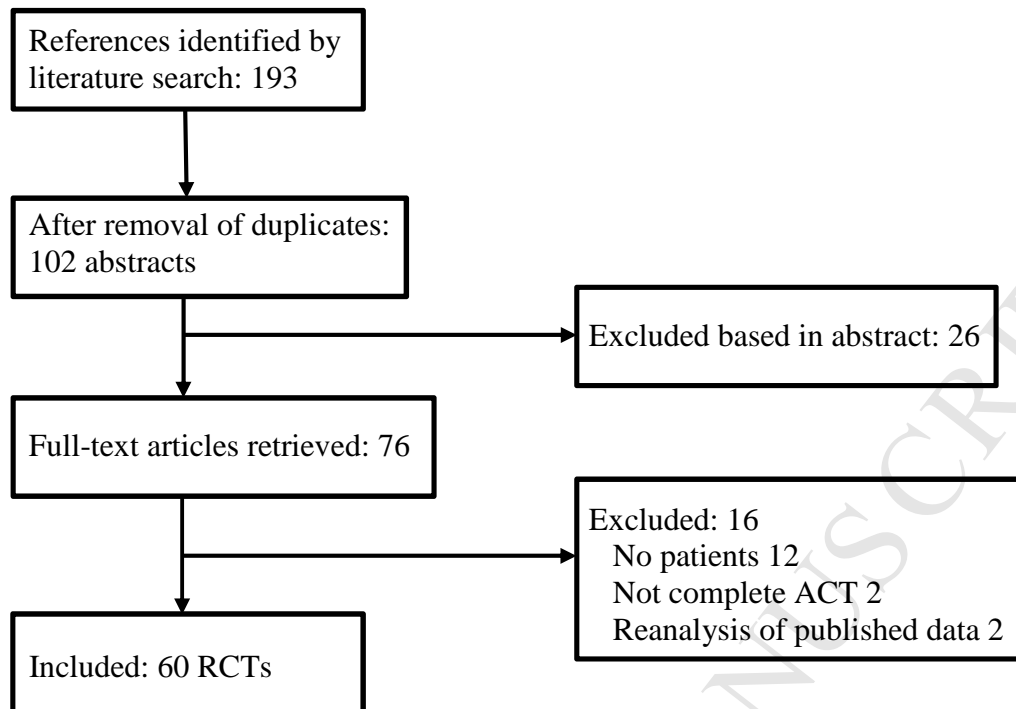 References identified by
literature search: 193
After removal of duplicates:
102 abstracts
Excluded based in abstract: 26
Full-text articles retrieved: 76
Excluded: 16
No patients 12
Not complete ACT 2
Reanalysis of published data 2
Included: 60 RCTs
NUSCRI